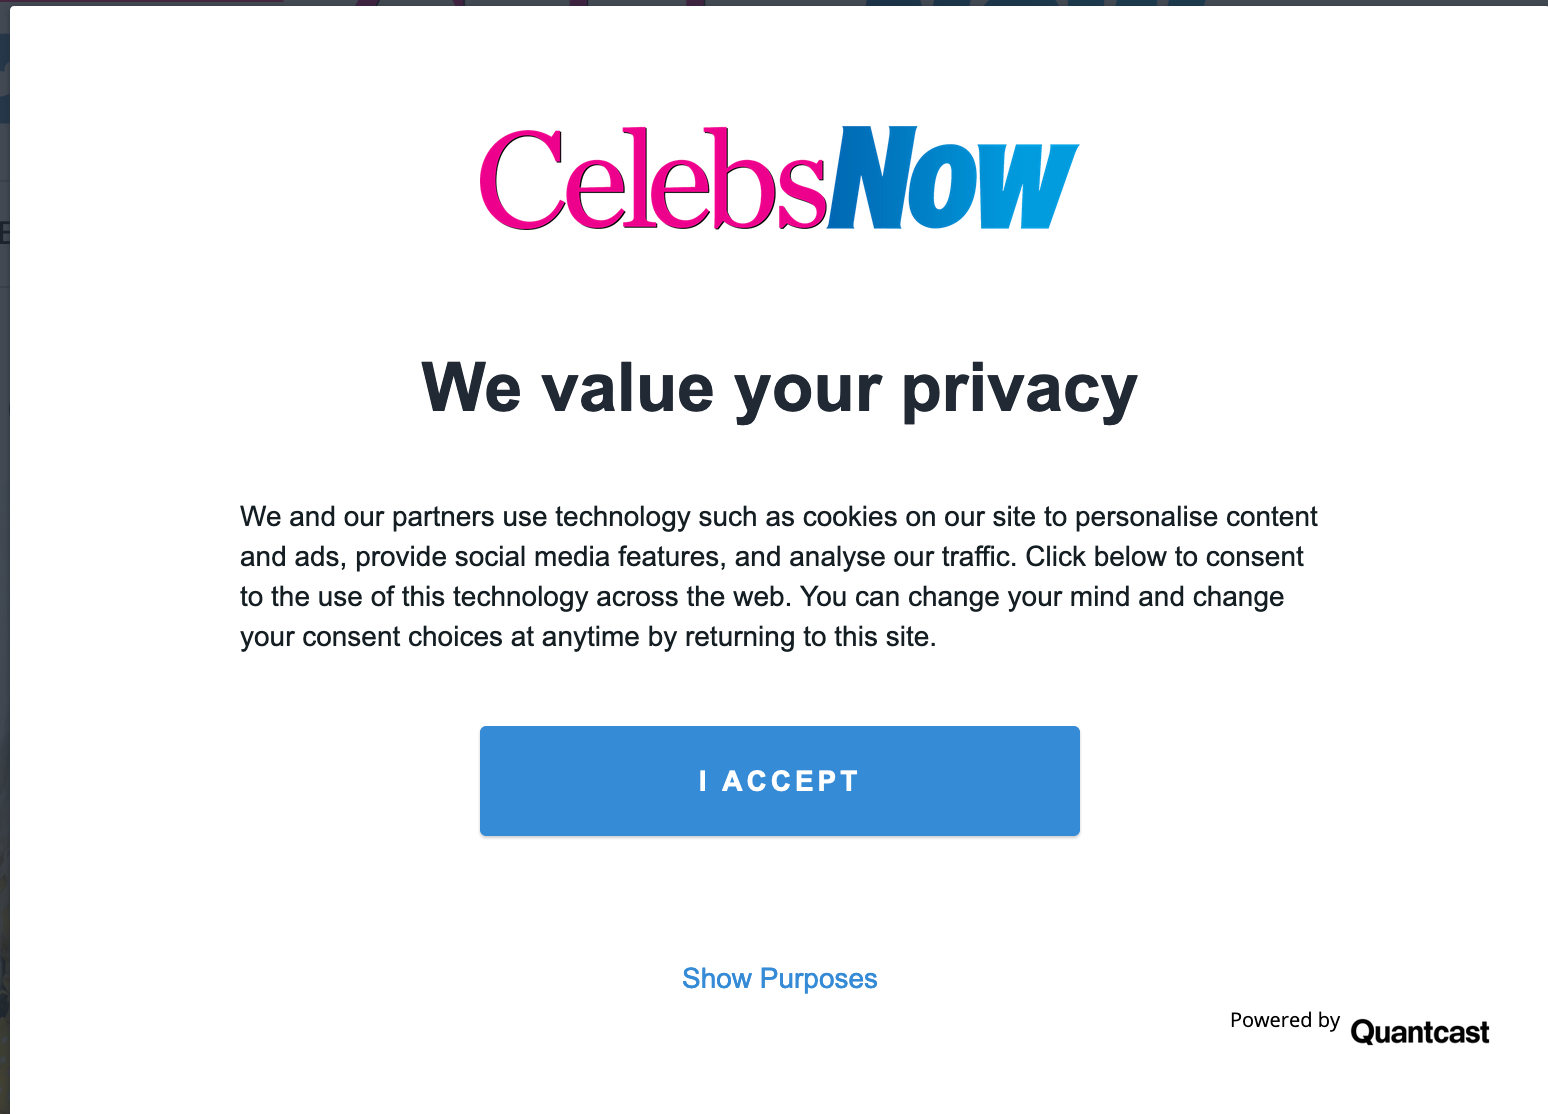 CelebsNow
We value your privacy
We and our partners use technology such as cookies on our site to personalise content
and ads, provide social media features, and analyse our traffic. Click below to consent
to the use of this technology across the web. You can change your mind and change
your consent choices at anytime by returning to this site.
I ACCEPT
Show Purposes
Powered by Quantcast